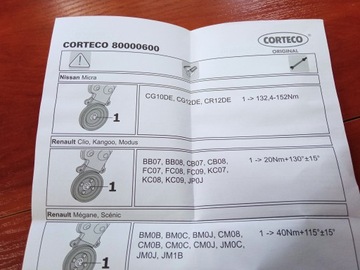 CORTECO 80000600
CORTECO
ORIGINAL
Nissan Micra
1
CG10DE, CG12DE, CR12DE
1 -> 132,4-152Nm
Renault Clio, Kangoo, Modus
1
BB07, BB08, CB07, CB08,
FC07, FC08, FC09, KC07,
KC08, KC09, JP0J
1 -> 20Nm+130°±15°
Renault Mégane, Scénic
1
BM0B, BM0C, BM0J, CM08,
CM0B, CM0C, CM0J, JM0C,
JM0J, JM1B
1 -> 40Nm+115°±15°